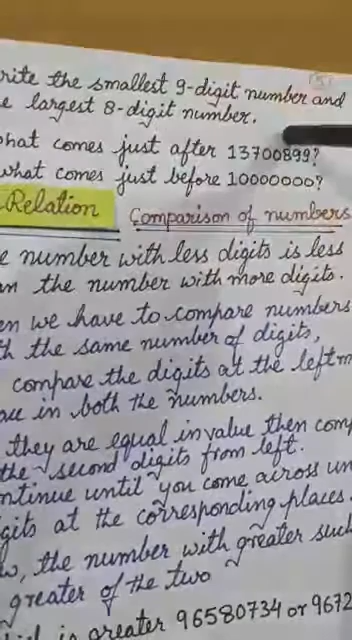 rite the smallest 9-digit number and
e largest 8-digit number.
hat comes just after 13700899?
what comes just before 10000000?
Relation Comparison of numbers
e number with less digits is less
an the number with more digits.
en we have to compare numbers
h the same number of digits,
compare the digits at the leftm
ace in both the numbers.
they are equal in value then comp
the second digits from left.
ntinue until you come across un
gits at the corresponding places.
w, the number with greater such
greater of the two
is greater 96580734 or 9672